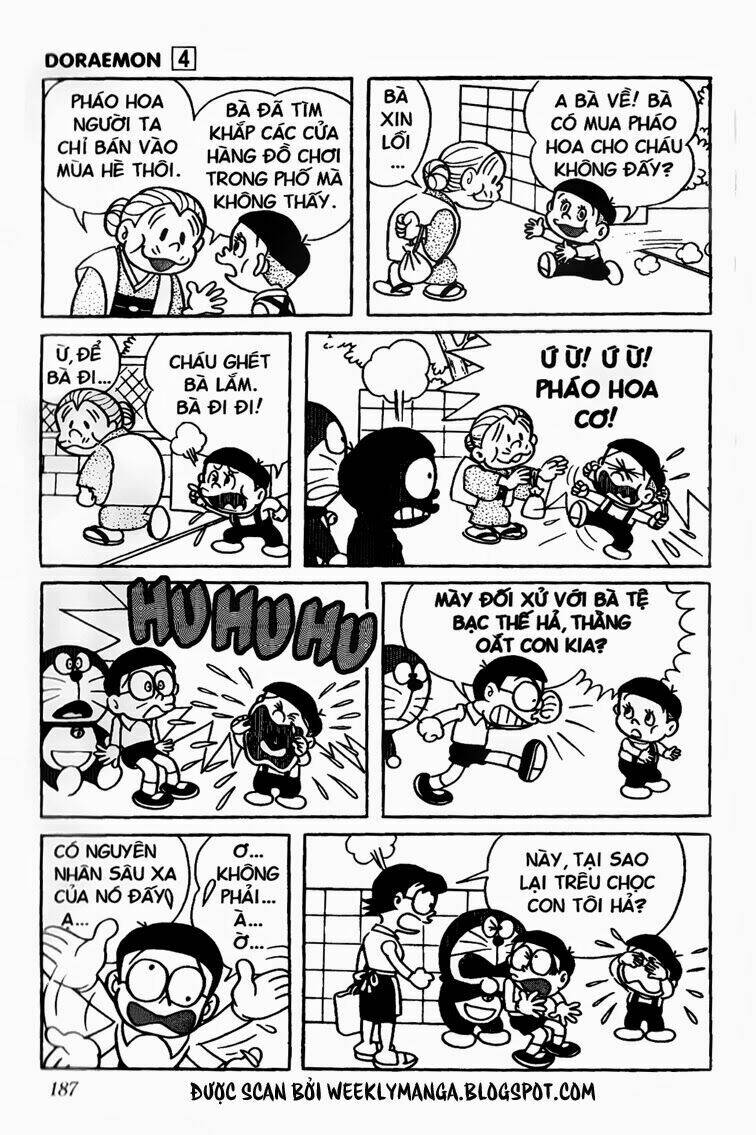 DORAEMON 4
A BÀ VỀ! BÀ
CÓ MUA PHÁO
HOA CHO CHÁU
KHÔNG ĐẤY?
BÀ
XIN
LỖI
...
BÀ ĐÃ TÌM
KHẮP CÁC CỬA
HÀNG ĐỒ CHƠI
TRONG PHỐ MÀ
KHÔNG THẤY.
PHÁO HOA
NGƯỜI TA
CHỈ BÁN VÀO
MÙA HÈ THÔI.
Ứ Ừ! Ứ Ừ!
PHÁO HOA
CƠ!
CHÁU GHÉT
BÀ LẮM.
BÀ ĐI ĐI!
Ừ, ĐỂ
BÀ ĐI...
MÀY ĐỐI XỬ VỚI BÀ TỆ
BẠC THẾ HẢ, THẰNG
OẮT CON KIA?
HUHUHU
NÀY, TẠI SAO
LẠI TRÊU CHỌC
CON TÔI HẢ?
Ơ...
KHÔNG
PHẢI...
À...
Ờ...
CÓ NGUYÊN
NHÂN SÂU XA
CỦA NÓ ĐẤY
Ạ...
187
ĐƯỢC SCAN BỞI WEEKLYMANGA.BLOGSPOT.COM